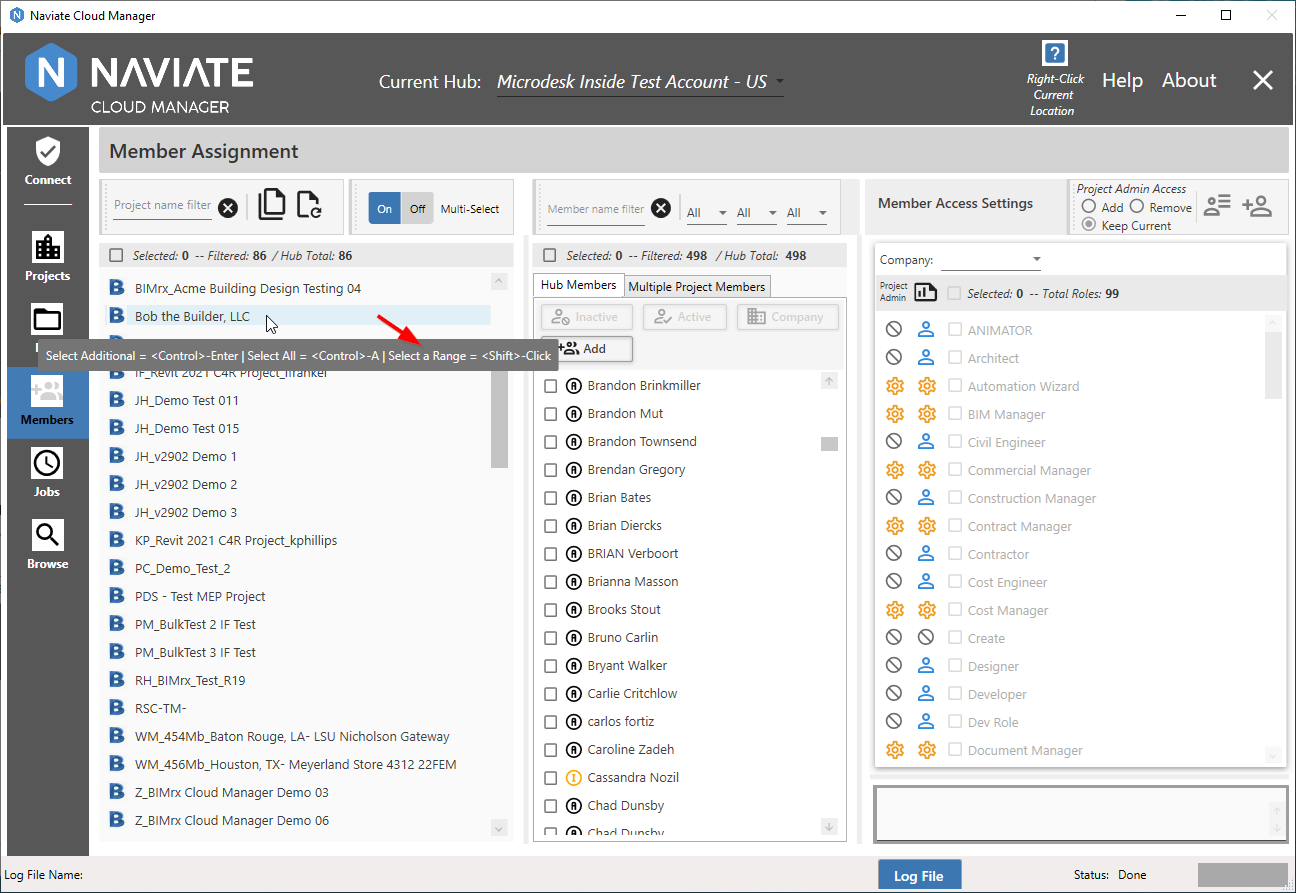 Naviate Cloud Manager
NAVIATE
CLOUD MANAGER
Current Hub: Microdesk Inside Test Account - US
Right-Click
Current
Location
Help
About
Connect
Projects
Members
Jobs
Browse
Member Assignment
Project name filter
On
Off
Multi-Select
Selected: 0 -- Filtered: 86 / Hub Total: 86
BIMrx_Acme Building Design Testing 04
Bob the Builder, LLC
Select Additional = <Control>-Enter | Select All = <Control>-A | Select a Range = <Shift>-Click
IF_Revit 2021 C4R Project_ifrankel
JH_Demo Test 011
JH_Demo Test 015
JH_v2902 Demo 1
JH_v2902 Demo 2
JH_v2902 Demo 3
KP_Revit 2021 C4R Project_kphillips
PC_Demo_Test_2
PDS - Test MEP Project
PM_BulkTest 2 IF Test
PM_BulkTest 3 IF Test
RH_BIMrx_Test_R19
RSC-TM-
WM_454Mb_Baton Rouge, LA- LSU Nicholson Gateway
WM_456Mb_Houston, TX- Meyerland Store 4312 22FEM
Z_BIMrx Cloud Manager Demo 03
Z_BIMrx Cloud Manager Demo 06
Member name filter
All
All
All
Selected: 0 -- Filtered: 498 / Hub Total: 498
Hub Members
Multiple Project Members
Inactive
Active
Company
Add
Brandon Brinkmiller
Brandon Mut
Brandon Townsend
Brendan Gregory
Brian Bates
Brian Diercks
BRIAN Verboort
Brianna Masson
Brooks Stout
Bruno Carlin
Bryant Walker
Carlie Critchlow
carlos fortiz
Caroline Zadeh
Cassandra Nozil
Chad Dunsby
Chad Dunsby
Member Access Settings
Project Admin Access
Add
Remove
Keep Current
Company:
Project
Admin
Selected: 0 -- Total Roles: 99
ANIMATOR
Architect
Automation Wizard
BIM Manager
Civil Engineer
Commercial Manager
Construction Manager
Contract Manager
Contractor
Cost Engineer
Cost Manager
Create
Designer
Developer
Dev Role
Document Manager
Log File Name:
Log File
Status: Done